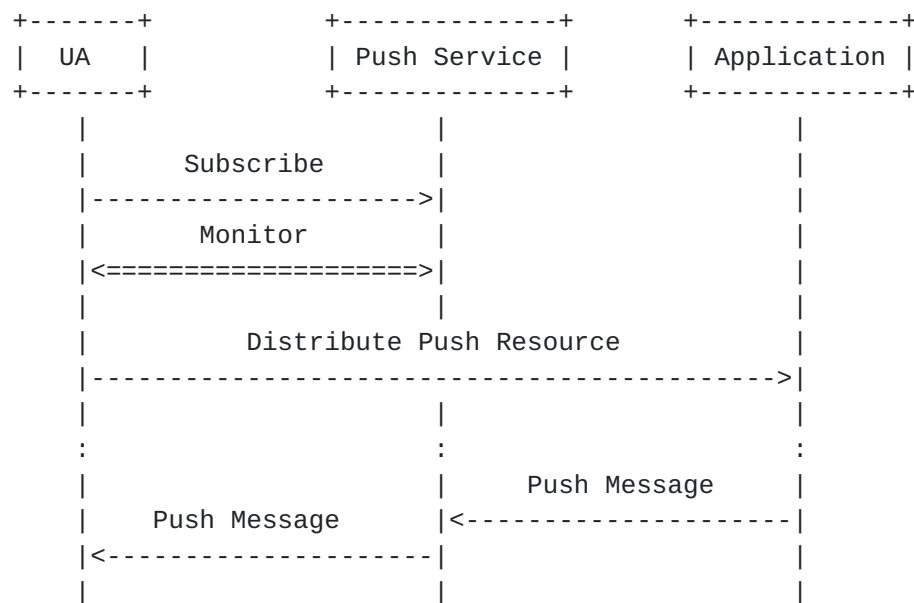 +-------+           +--------------+       +-------------+
|  UA   |           | Push Service |       | Application |
+-------+           +--------------+       +-------------+
    |                      |                      |
    |      Subscribe       |                      |
    |--------------------->|                      |
    |       Monitor        |                      |
    |<====================>|                      |
    |                      |                      |
    |          Distribute Push Resource           |
    |-------------------------------------------->|
    |                      |                      |
    :                      :                      :
    |                      |     Push Message     |
    |    Push Message      |<---------------------|
    |<---------------------|                      |
    |                      |                      |